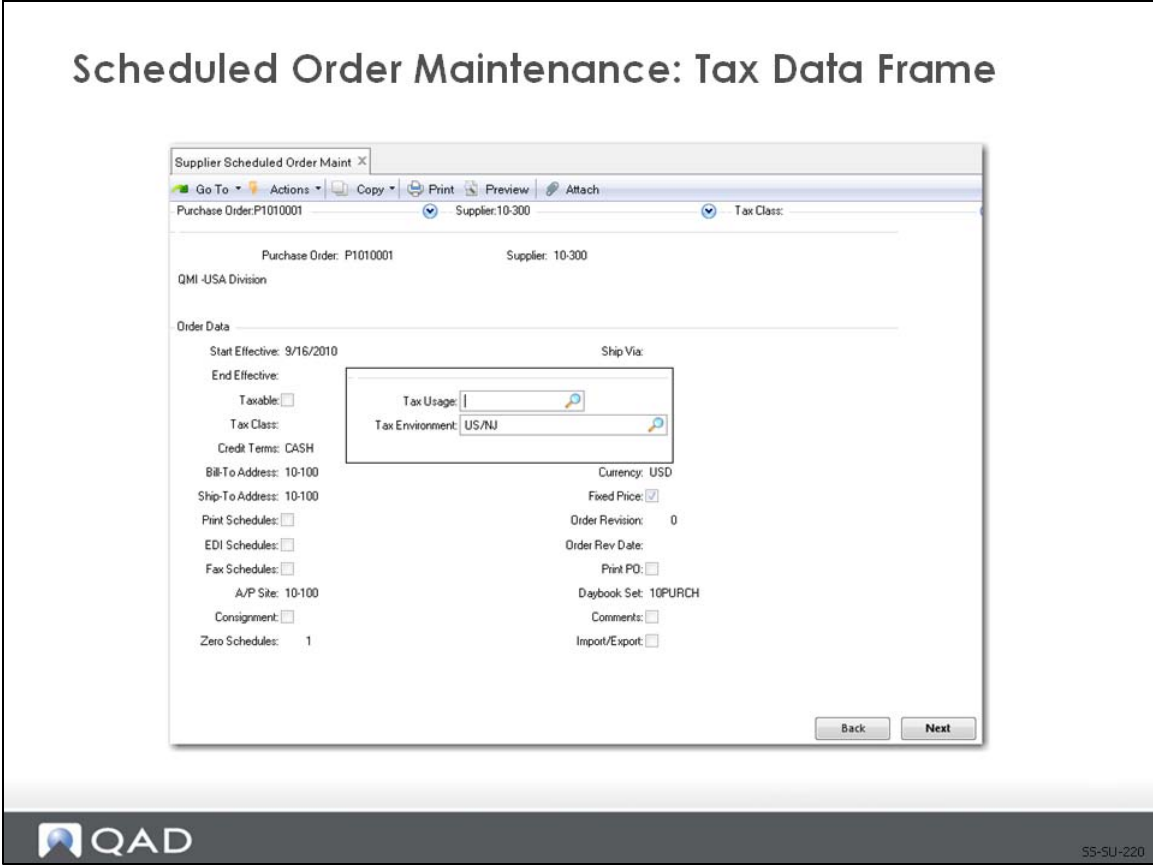 Scheduled Order Maintenance: Tax Data Frame
Supplier Scheduled Order Maint X
Go To Actions Copy Print Preview Attach
Purchase Order:P1010001 Supplier:10-300 Tax Class:
Purchase Order: P1010001 Supplier: 10-300
QMI -USA Division
Order Data
Start Effective: 9/16/2010 Ship Via:
End Effective:
Taxable: Tax Usage:
Tax Class: Tax Environment: US/NJ
Credit Terms: CASH
Bill-To Address: 10-100 Currency: USD
Ship-To Address: 10-100 Fixed Price:
Print Schedules: Order Revision: 0
EDI Schedules: Order Rev Date:
Fax Schedules: Print PO:
A/P Site: 10-100 Daybook Set: 10PURCH
Consignment: Comments:
Zero Schedules: 1 Import/Export:
Back Next
QAD
SS-SU-220